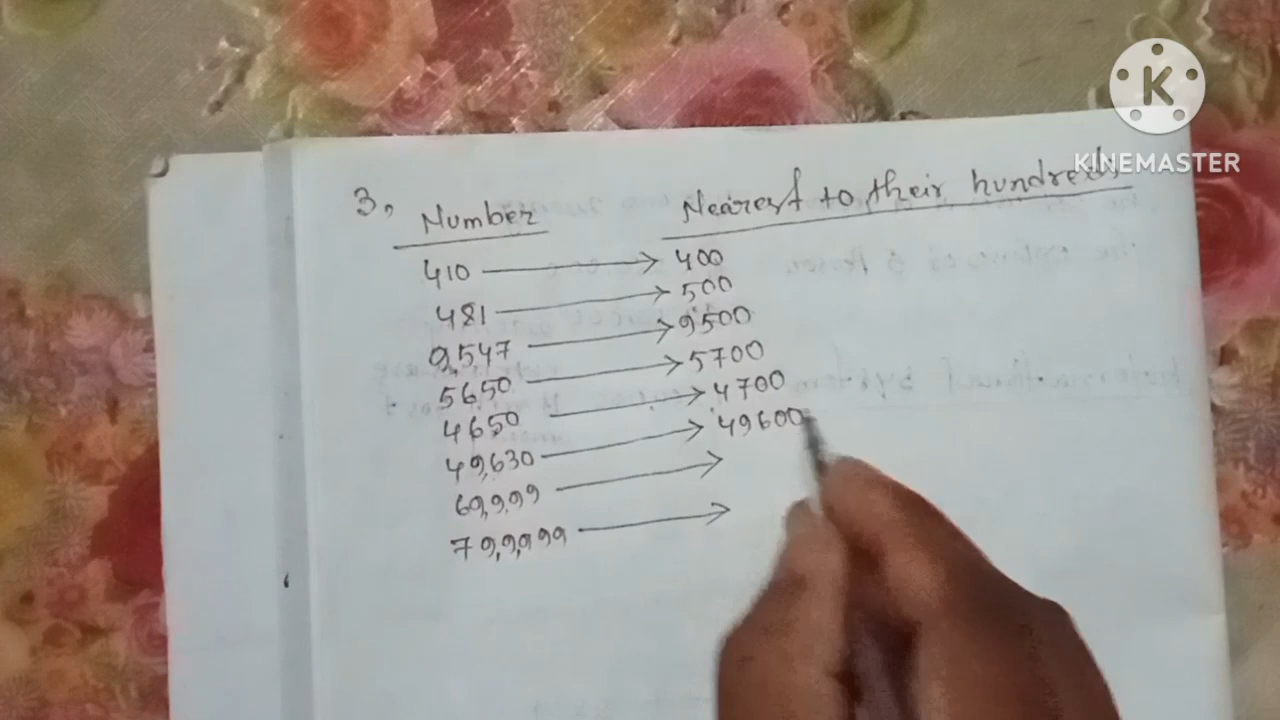 K
KINEMASTER
3, Number Nearest to their hundreds
410 → 400
481 → 500
9,547 → 9500
5650 → 5700
4650 → 4700
49,630 → 49600
69,999 →
79,9,999 →